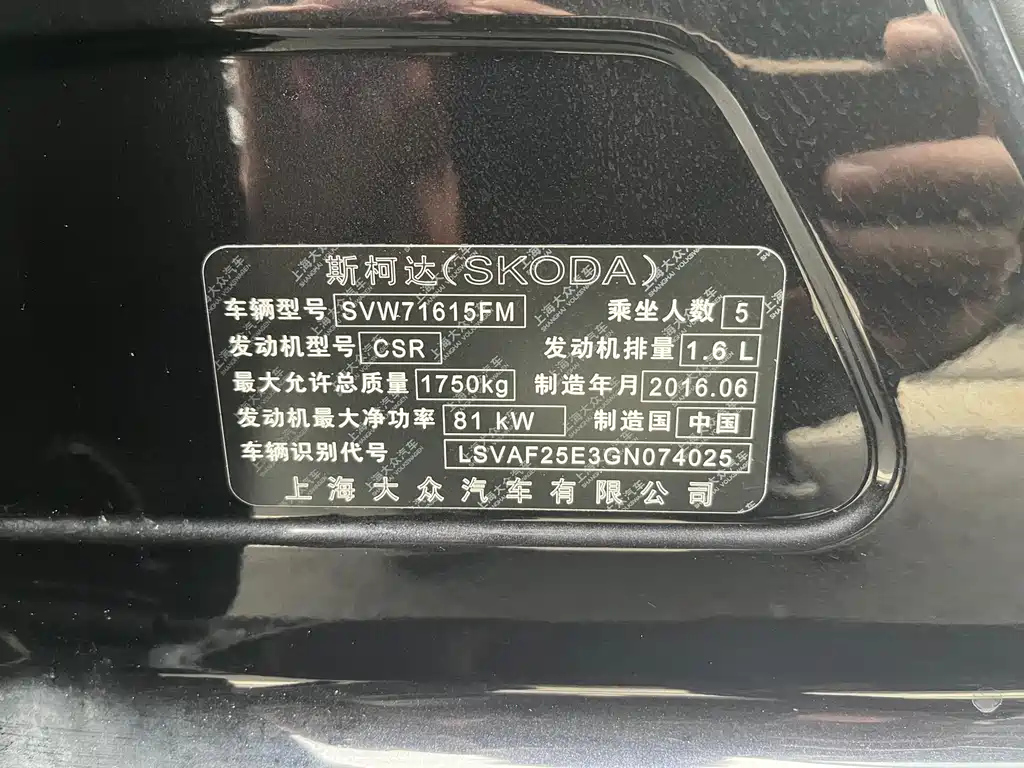 斯柯达(SKODA)
车辆型号 SVW71615FM 乘坐人数 5
发动机型号 CSR 发动机排量 1.6 L
最大允许总质量 1750kg 制造年月 2016.06
发动机最大净功率 81 kW 制造国 中国
车辆识别代号 LSVAF25E3GN074025
上海大众汽车有限公司